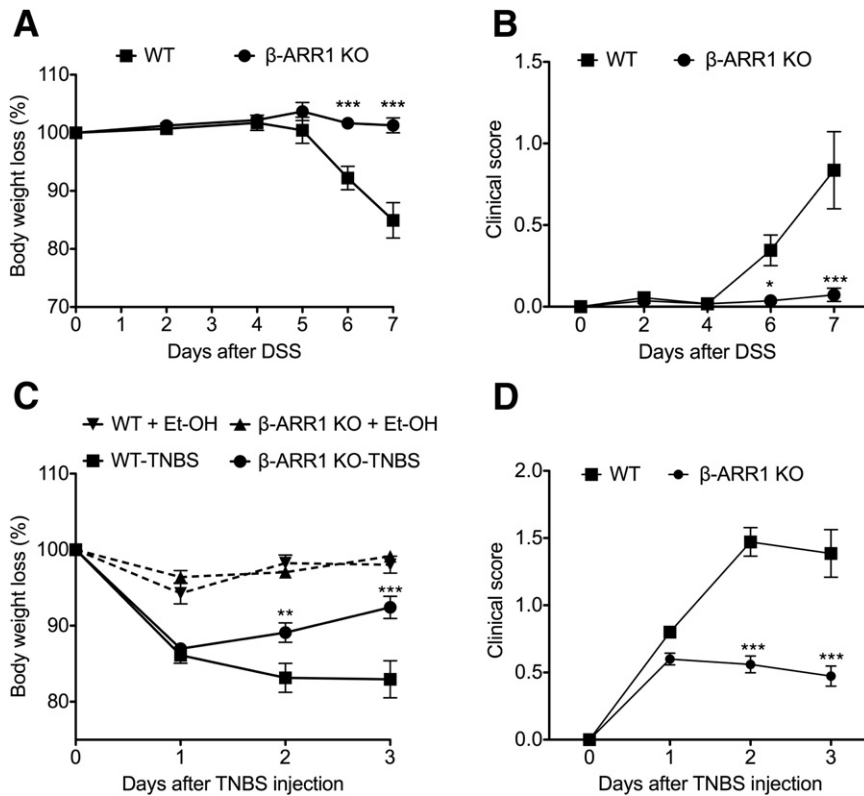 A
WT β-ARR1 KO
Body weight loss (%)
110
100
90
80
70
*** ***
0 1 2 3 4 5 6 7
Days after DSS
B
WT β-ARR1 KO
Clinical score
1.5
1.0
0.5
0.0
* ***
0 2 4 6 7
Days after DSS
C
WT + Et-OH β-ARR1 KO + Et-OH
WT-TNBS β-ARR1 KO-TNBS
Body weight loss (%)
110
100
90
80
** ***
0 1 2 3
Days after TNBS injection
D
WT β-ARR1 KO
Clinical score
2.0
1.5
1.0
0.5
0.0
*** ***
0 1 2 3
Days after TNBS injection